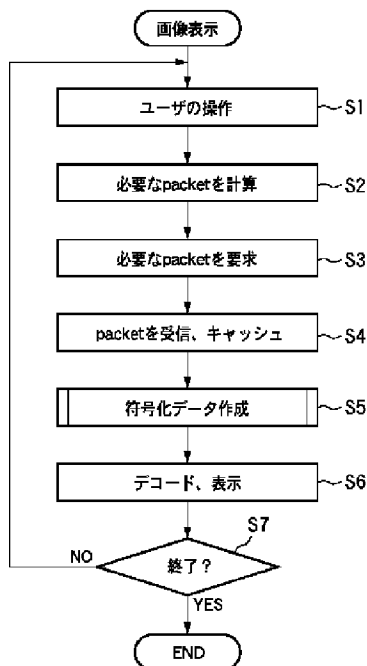 画像表示
ユーザの操作
S1
必要なpacketを計算
S2
必要なpacketを要求
S3
packetを受信、キャッシュ
S4
符号化データ作成
S5
デコード、表示
S6
S7
終了?
NO
YES
END